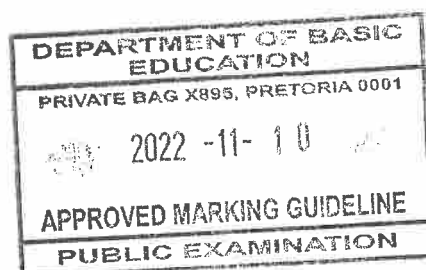 DEPARTMENT OF BASIC
EDUCATION
PRIVATE BAG X895, PRETORIA 0001
2022 -11- 10
APPROVED MARKING GUIDELINE
PUBLIC EXAMINATION